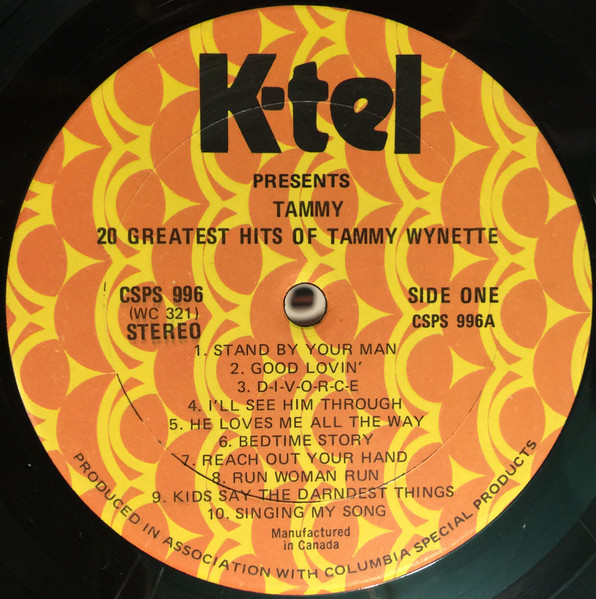 K-tel
PRESENTS
TAMMY
20 GREATEST HITS OF TAMMY WYNETTE
CSPS 996
(WC 321)
STEREO
SIDE ONE
CSPS 996A
1. STAND BY YOUR MAN
2. GOOD LOVIN'
3. D-I-V-O-R-C-E
4. I'LL SEE HIM THROUGH
5. HE LOVES ME ALL THE WAY
6. BEDTIME STORY
7. REACH OUT YOUR HAND
8. RUN WOMAN RUN
9. KIDS SAY THE DARNDEST THINGS
10. SINGING MY SONG
Manufactured
in Canada
PRODUCED IN ASSOCIATION WITH COLUMBIA SPECIAL PRODUCTS